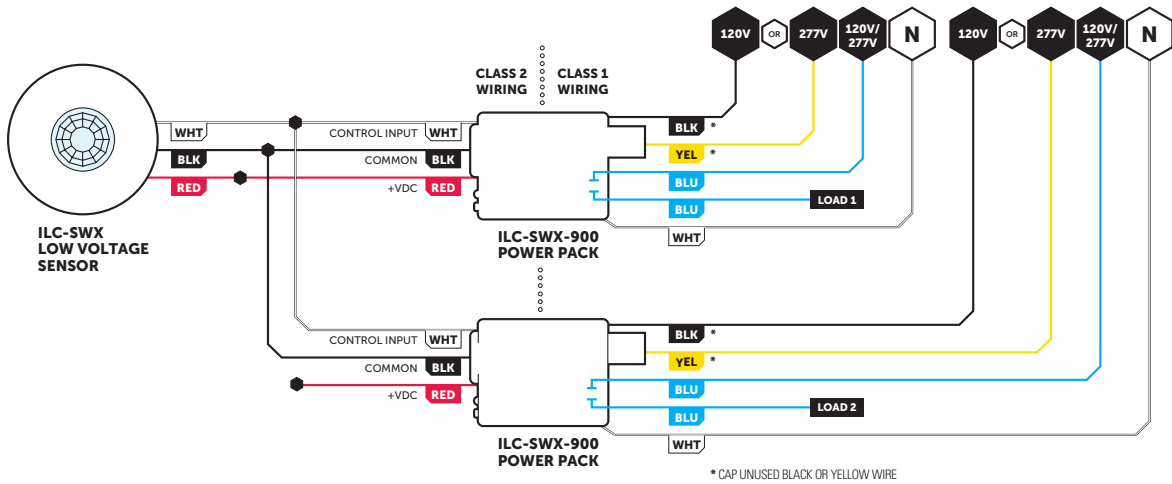 120V OR 277V 120V/ 277V N 120V OR 277V 120V/ 277V N
CLASS 2 WIRING
CLASS 1 WIRING
WHT CONTROL INPUT WHT BLK *
BLK COMMON BLK YEL *
RED +VDC RED BLU
BLU LOAD 1
WHT
ILC-SWX
LOW VOLTAGE
SENSOR
ILC-SWX-900
POWER PACK
CONTROL INPUT WHT BLK *
COMMON BLK YEL *
+VDC RED BLU
BLU LOAD 2
WHT
ILC-SWX-900
POWER PACK
* CAP UNUSED BLACK OR YELLOW WIRE